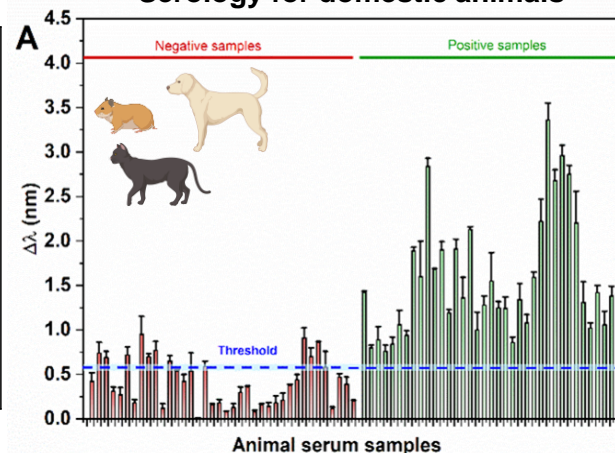 Serology for domestic animals
A
Negative samples
Positive samples
4.5
4.0
3.5
3.0
2.5
2.0
1.5
1.0
0.5
0.0
Δλ (nm)
Threshold
Animal serum samples